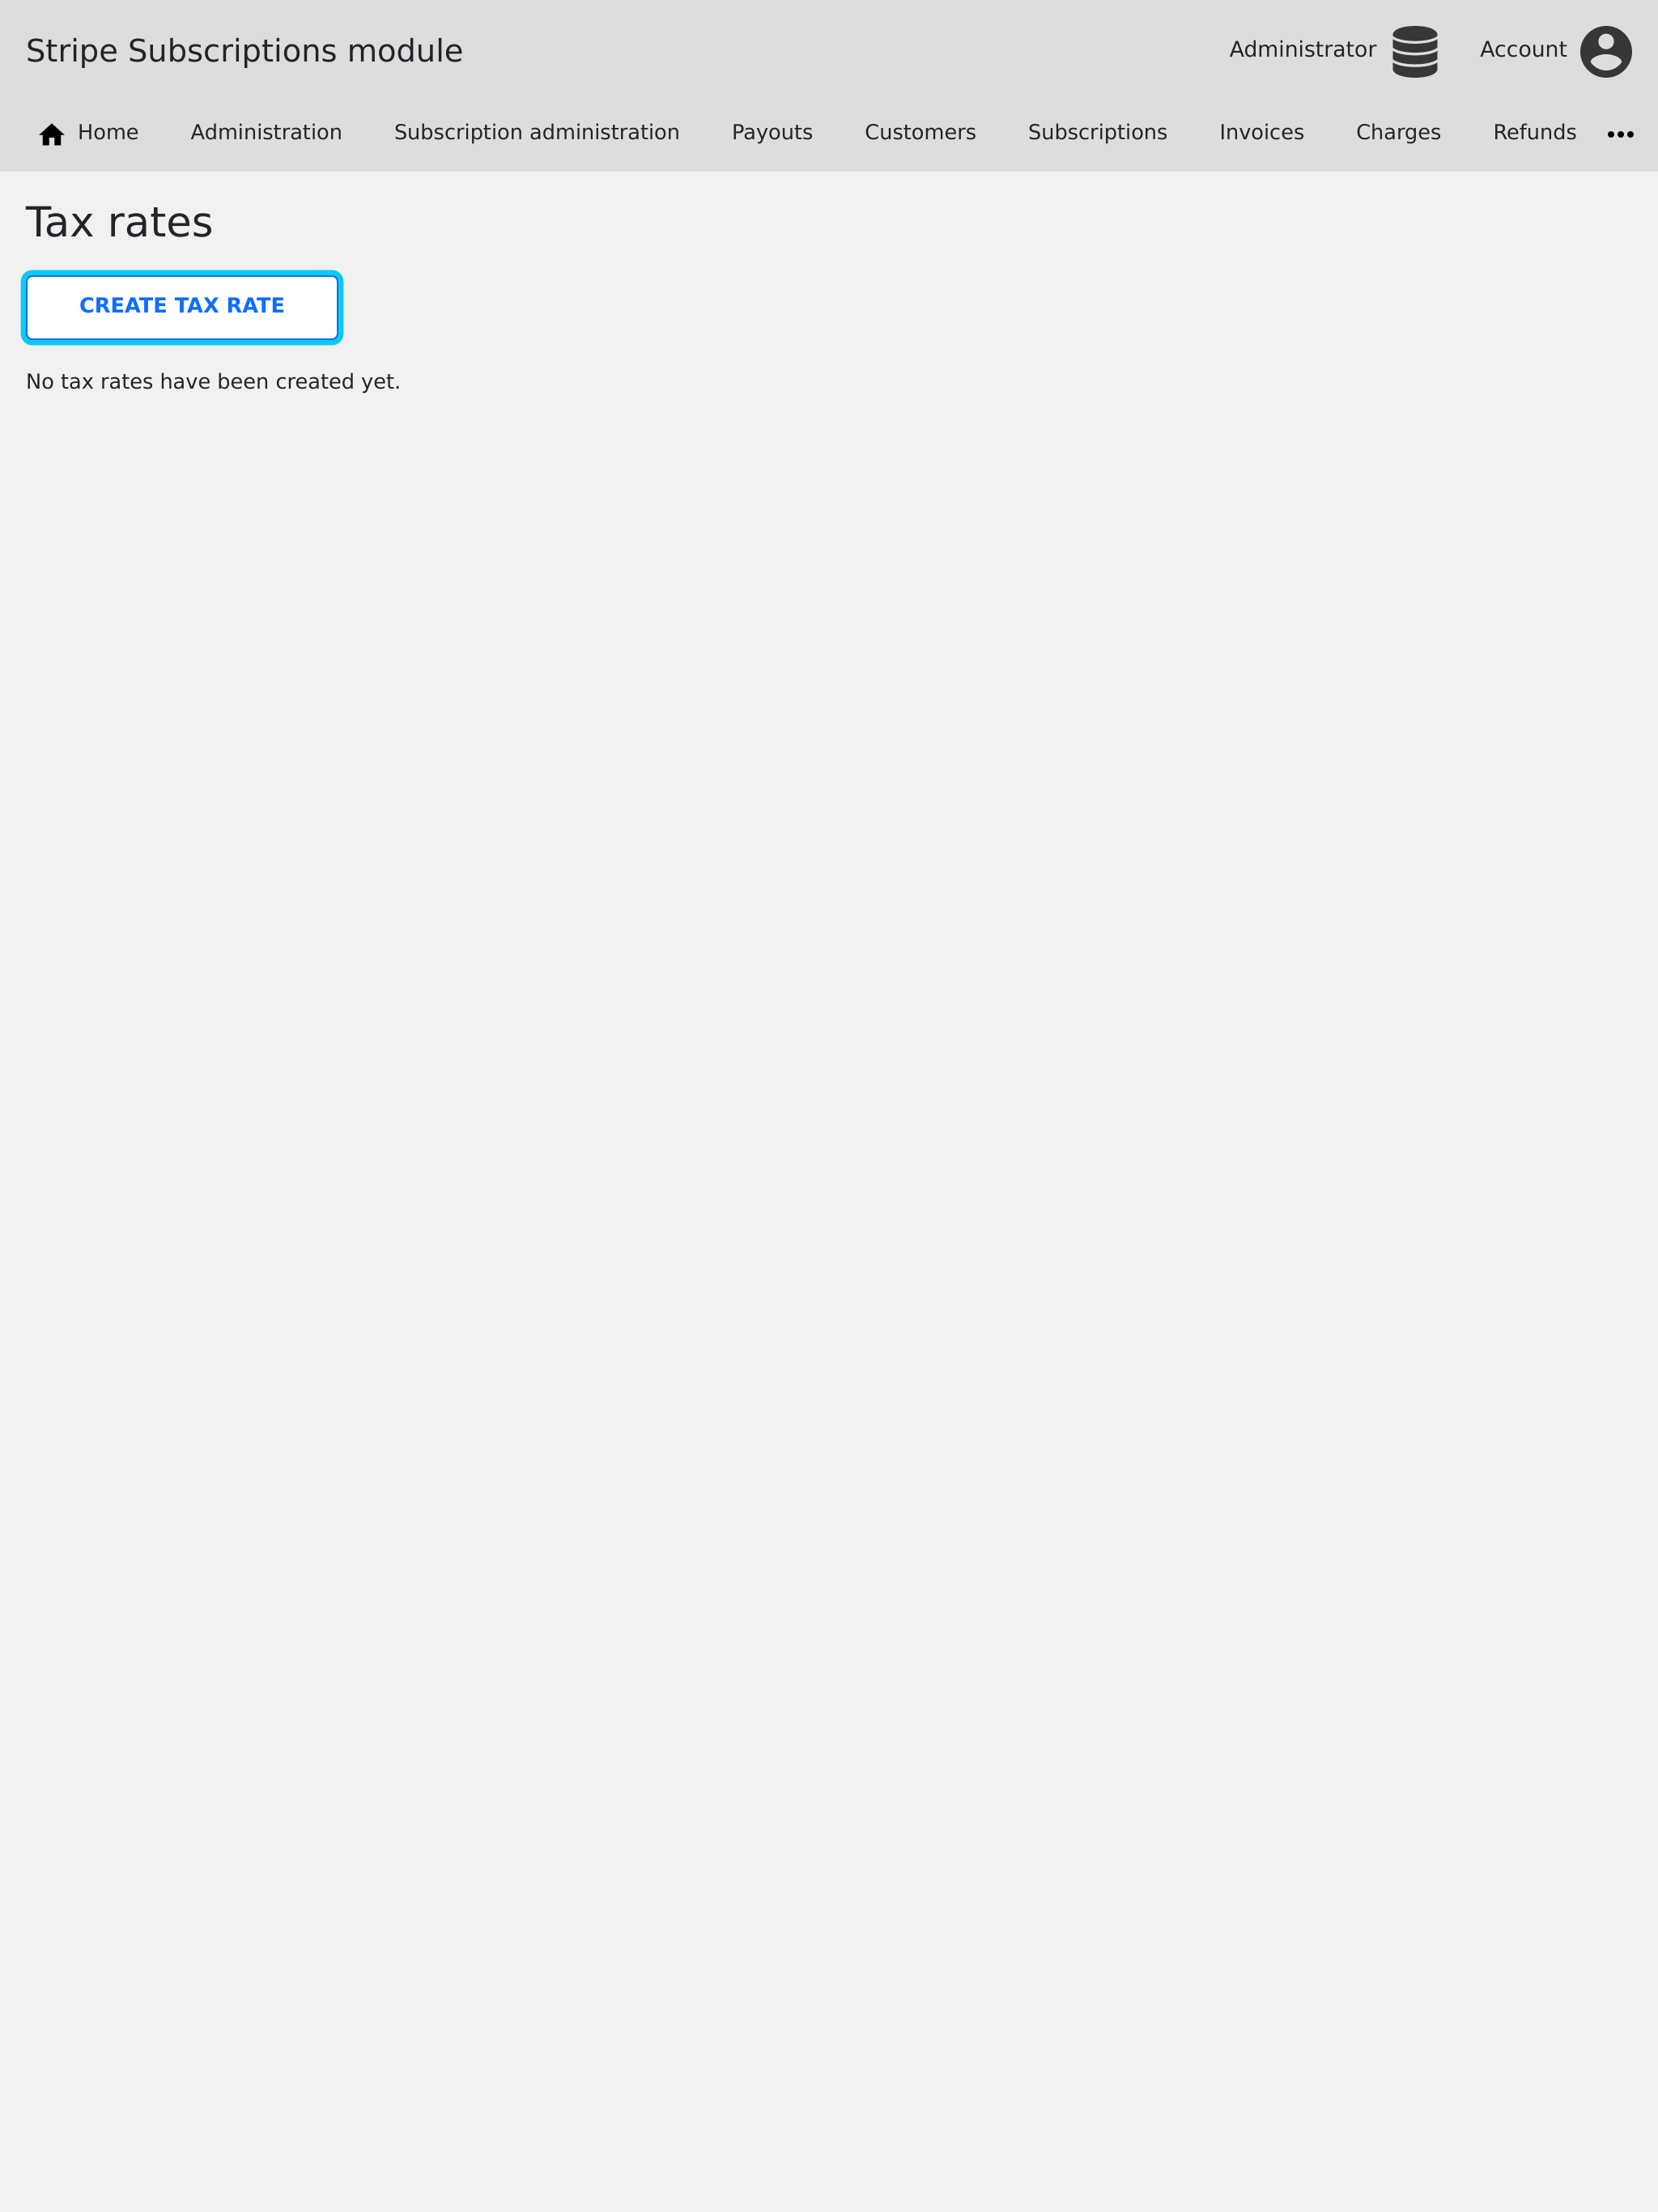 Stripe Subscriptions module
Administrator Account
Home Administration Subscription administration Payouts Customers Subscriptions Invoices Charges Refunds
Tax rates
CREATE TAX RATE
No tax rates have been created yet.